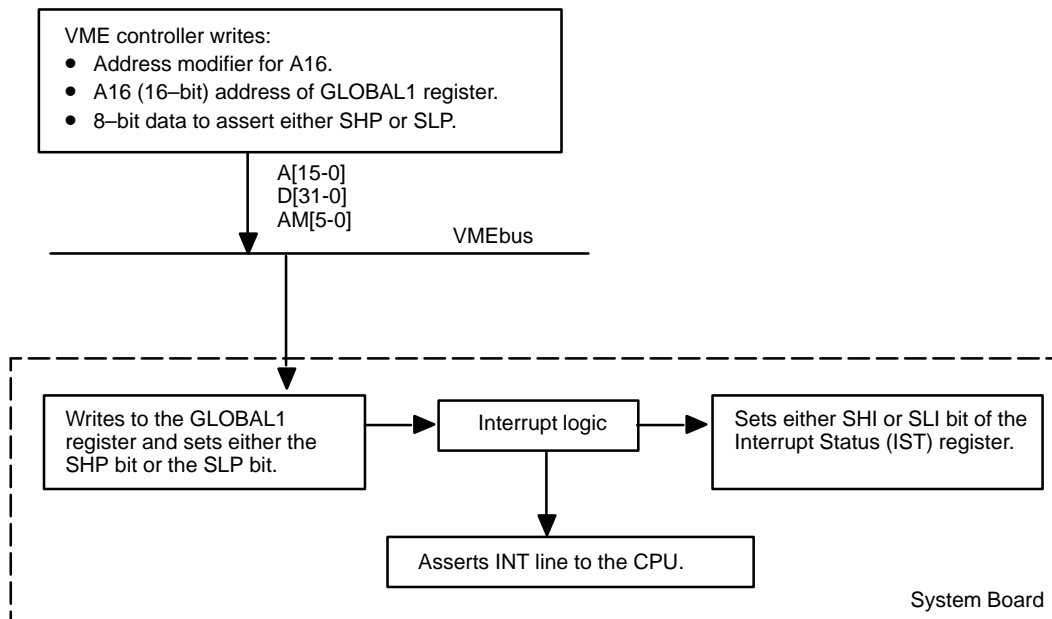 VME controller writes:
● Address modifier for A16.
● A16 (16–bit) address of GLOBAL1 register.
● 8–bit data to assert either SHP or SLP.
A[15-0]
D[31-0]
AM[5-0]
VMEbus
Writes to the GLOBAL1
register and sets either the
SHP bit or the SLP bit.
Interrupt logic
Sets either SHI or SLI bit of the
Interrupt Status (IST) register.
Asserts INT line to the CPU.
System Board